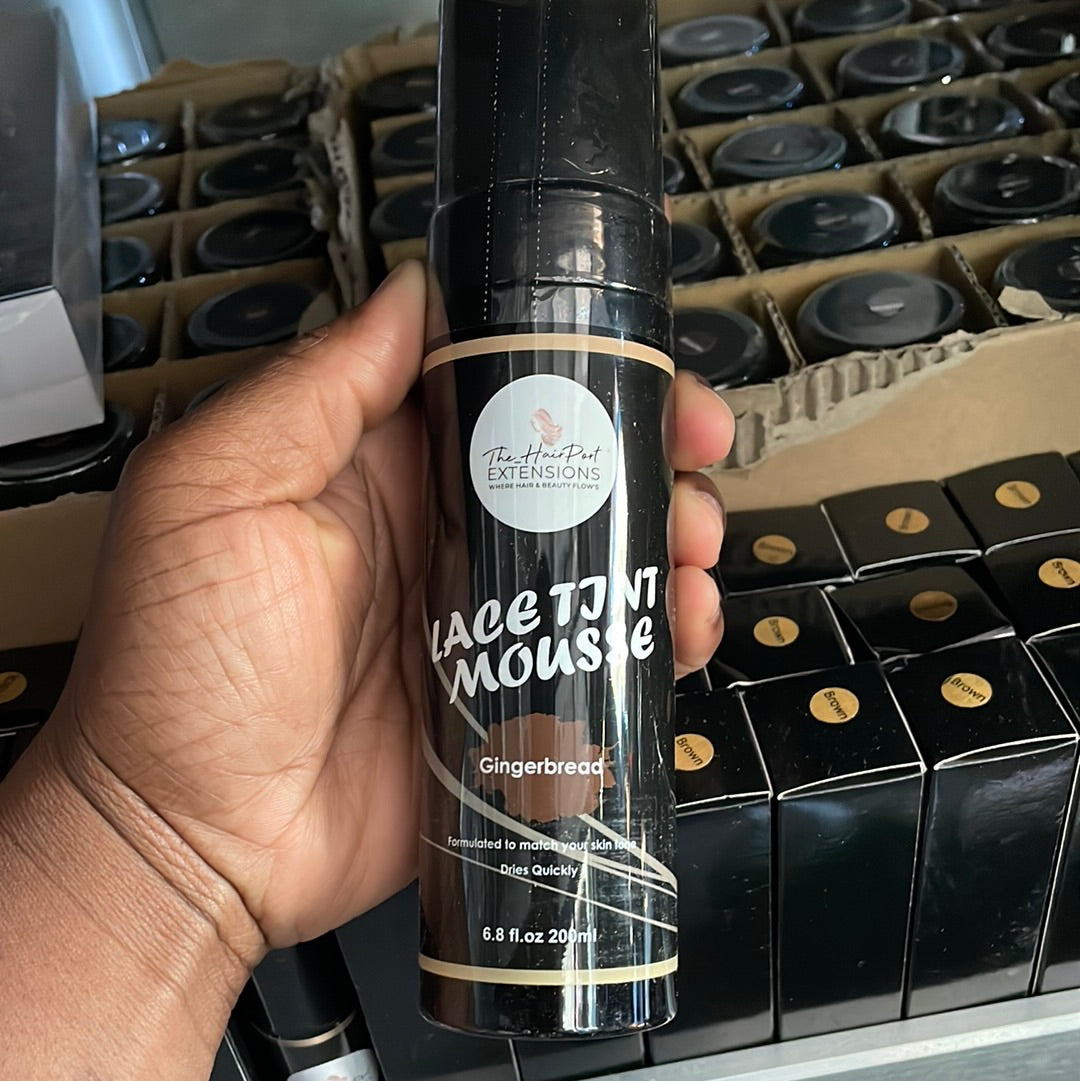 The HairPort
EXTENSIONS
WHERE HAIR & BEAUTY FLOW'S
LACE TINT
MOUSSE
Gingerbread
Formulated to match your skin tone
Dries Quickly
6.8 fl.oz 200ml
Brown
Brown
Brown
Brown
Brown